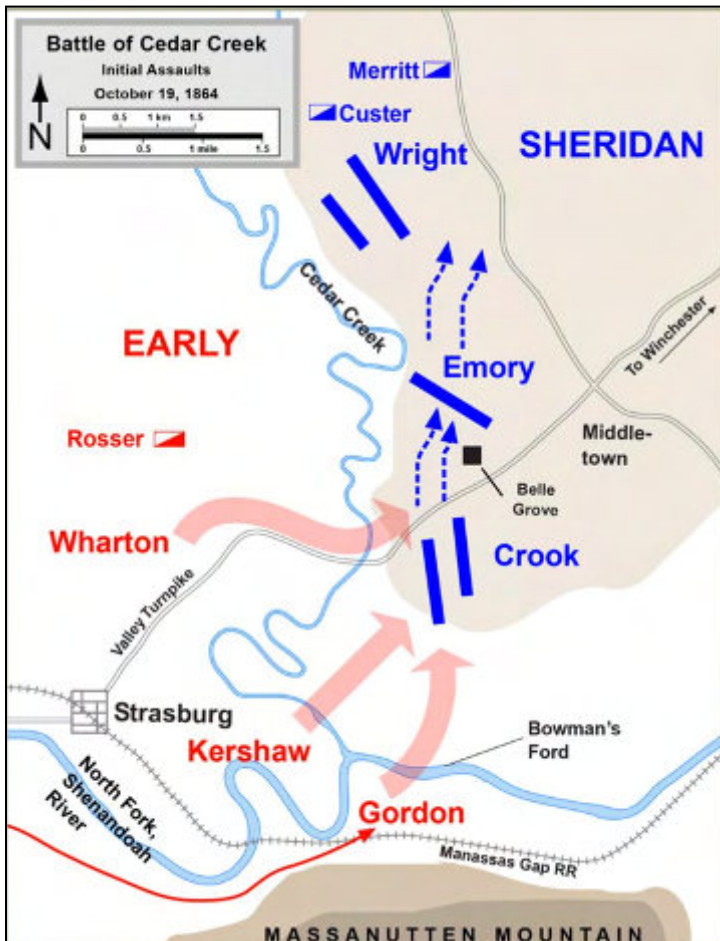 Battle of Cedar Creek
Initial Assaults
October 19, 1864
N
0 0.5 1 km 1.5
0 0.5 1 mile 1.5
Merritt
Custer
Wright
SHERIDAN
Cedar Creek
EARLY
Emory
To Winchester
Rosser
Middle-
town
Belle
Grove
Wharton
Crook
Valley Turnpike
Strasburg
Kershaw
Bowman's
Ford
North Fork,
Shenandoah
River
Gordon
Manassas Gap RR
MASSANUTTEN MOUNTAIN